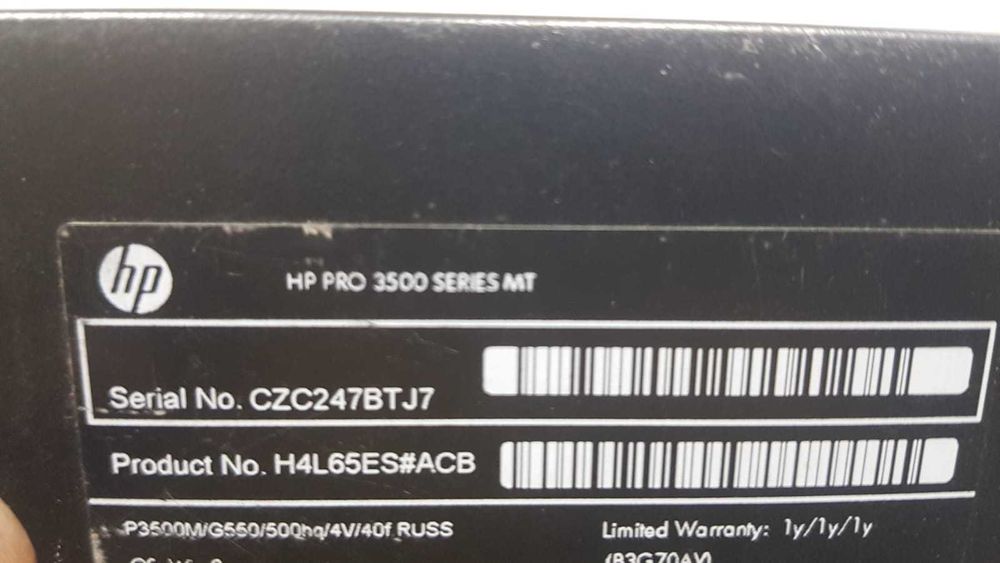 hp
HP PRO 3500 SERIES MT
Serial No. CZC247BTJ7
Product No. H4L65ES#ACB
P3500M/G550/500hq/4V/40f RUSS
Limited Warranty: 1y/1y/1y
(B3G70AV)